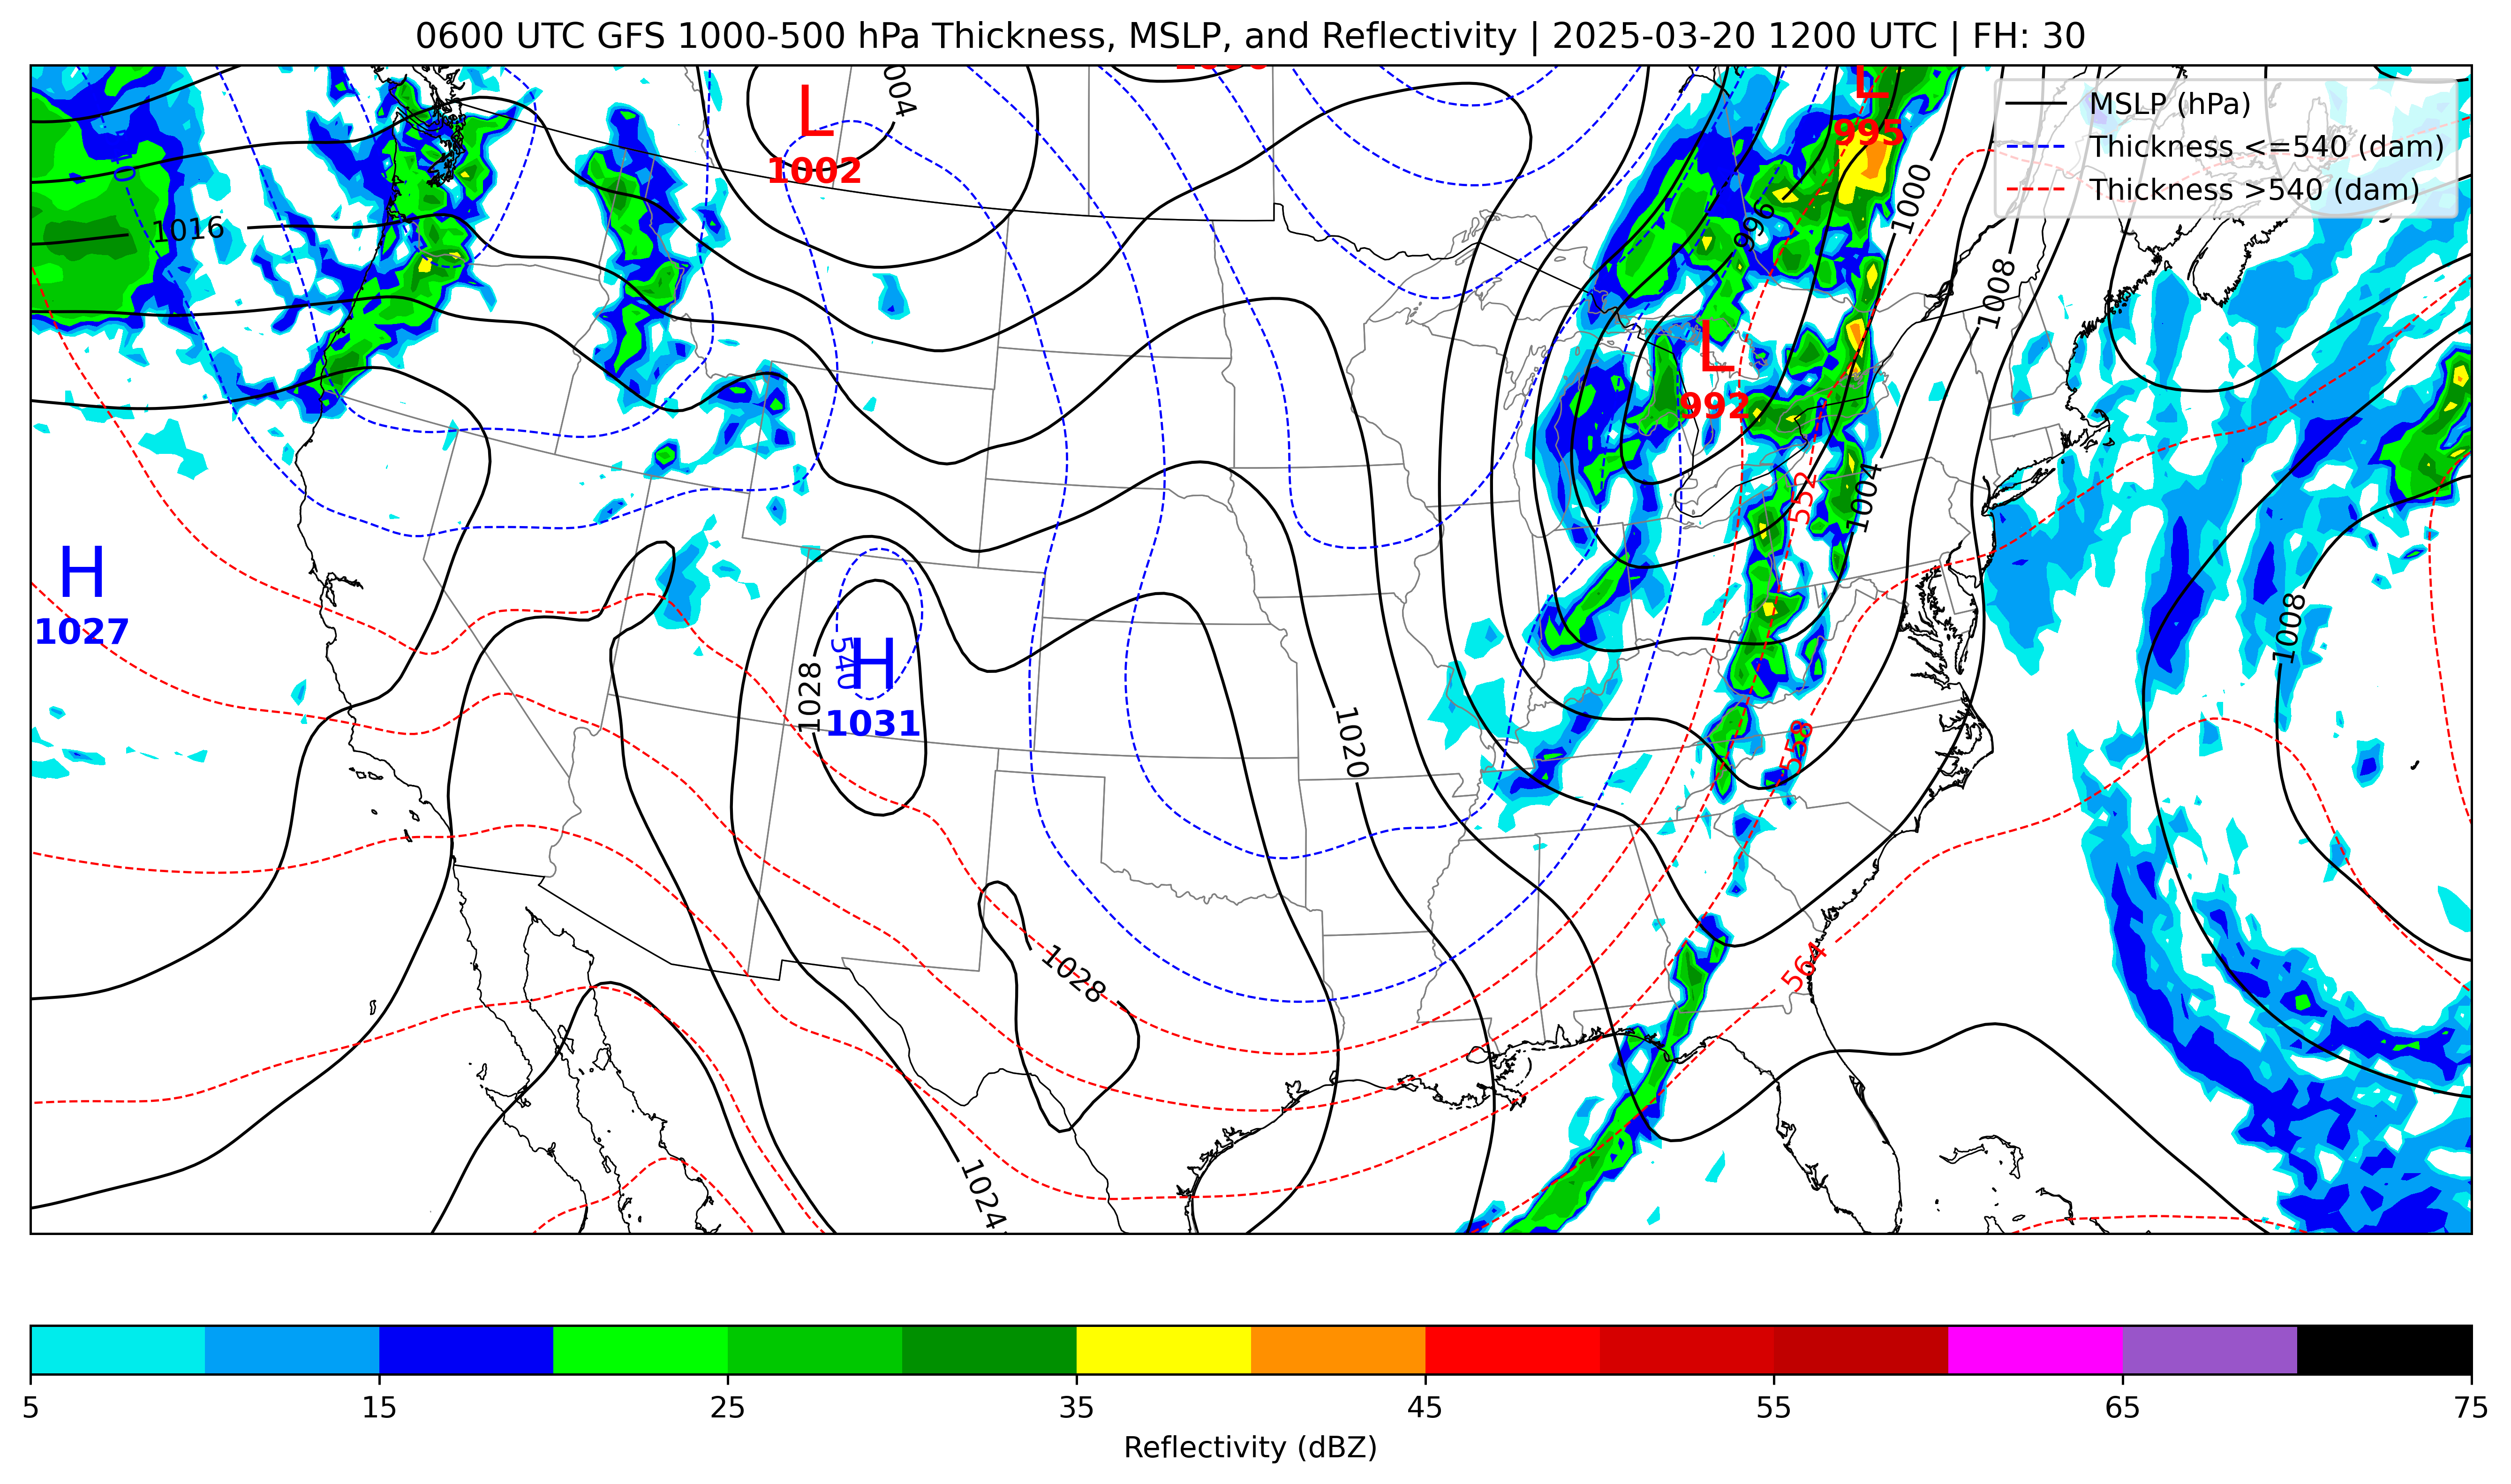 0600 UTC GFS 1000-500 hPa Thickness, MSLP, and Reflectivity | 2025-03-20 1200 UTC | FH: 30
MSLP (hPa)
Thickness <=540 (dam)
Thickness >540 (dam)
L
1002
L
995
1000
996
1016
1008
L
992
552
1004
H
1027
1008
540
H
1031
1028
1020
558
564
1028
1024
5
15
25
35
45
55
65
75
Reflectivity (dBZ)